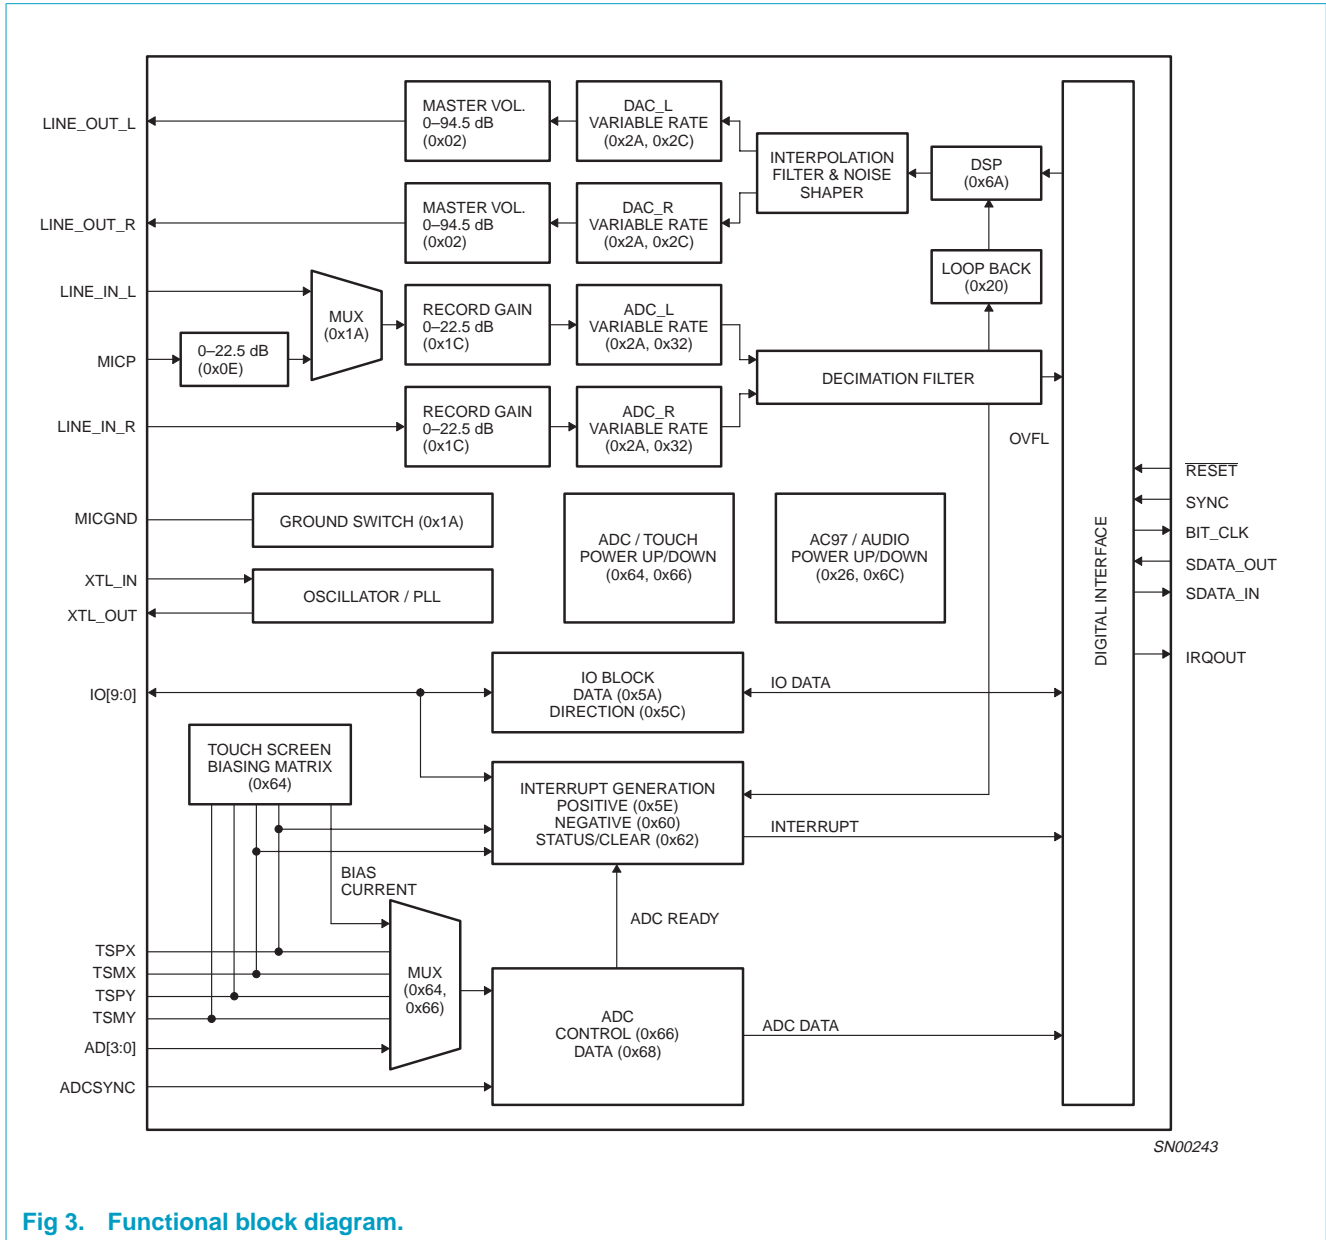 LINE_OUT_L
MASTER VOL.
0–94.5 dB
(0x02)
DAC_L
VARIABLE RATE
(0x2A, 0x2C)
INTERPOLATION
FILTER & NOISE
SHAPER
DSP
(0x6A)
LINE_OUT_R
MASTER VOL.
0–94.5 dB
(0x02)
DAC_R
VARIABLE RATE
(0x2A, 0x2C)
LOOP BACK
(0x20)
LINE_IN_L
MUX
(0x1A)
RECORD GAIN
0–22.5 dB
(0x1C)
ADC_L
VARIABLE RATE
(0x2A, 0x32)
MICP
0–22.5 dB
(0x0E)
DECIMATION FILTER
LINE_IN_R
RECORD GAIN
0–22.5 dB
(0x1C)
ADC_R
VARIABLE RATE
(0x2A, 0x32)
OVFL
MICGND
GROUND SWITCH (0x1A)
ADC / TOUCH
POWER UP/DOWN
(0x64, 0x66)
AC97 / AUDIO
POWER UP/DOWN
(0x26, 0x6C)
XTL_IN
XTL_OUT
OSCILLATOR / PLL
DIGITAL INTERFACE
RESET
SYNC
BIT_CLK
SDATA_OUT
SDATA_IN
IRQOUT
IO[9:0]
IO BLOCK
DATA (0x5A)
DIRECTION (0x5C)
IO DATA
TOUCH SCREEN
BIASING MATRIX
(0x64)
INTERRUPT GENERATION
POSITIVE (0x5E)
NEGATIVE (0x60)
STATUS/CLEAR (0x62)
INTERRUPT
BIAS
CURRENT
ADC READY
TSPX
TSMX
TSPY
TSMY
AD[3:0]
ADCSYNC
MUX
(0x64,
0x66)
ADC
CONTROL (0x66)
DATA (0x68)
ADC DATA
SN00243
Fig 3. Functional block diagram.